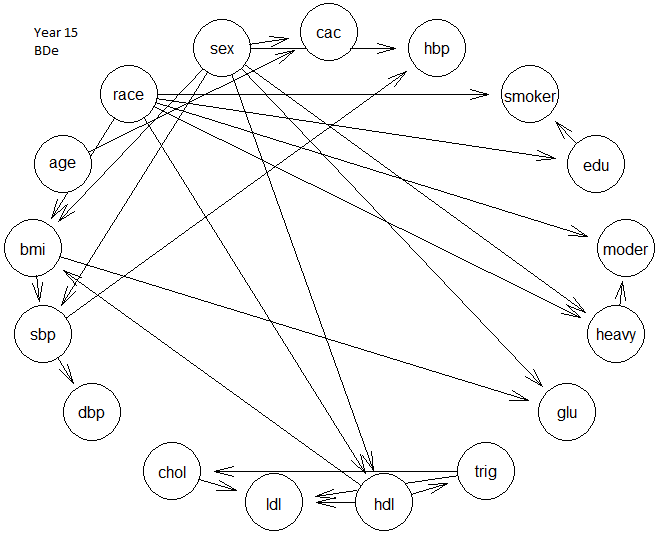 Year 15
BDe
cac
sex
hbp
race
smoker
age
edu
bmi
moder
sbp
heavy
dbp
glu
chol
trig
ldl
hdl